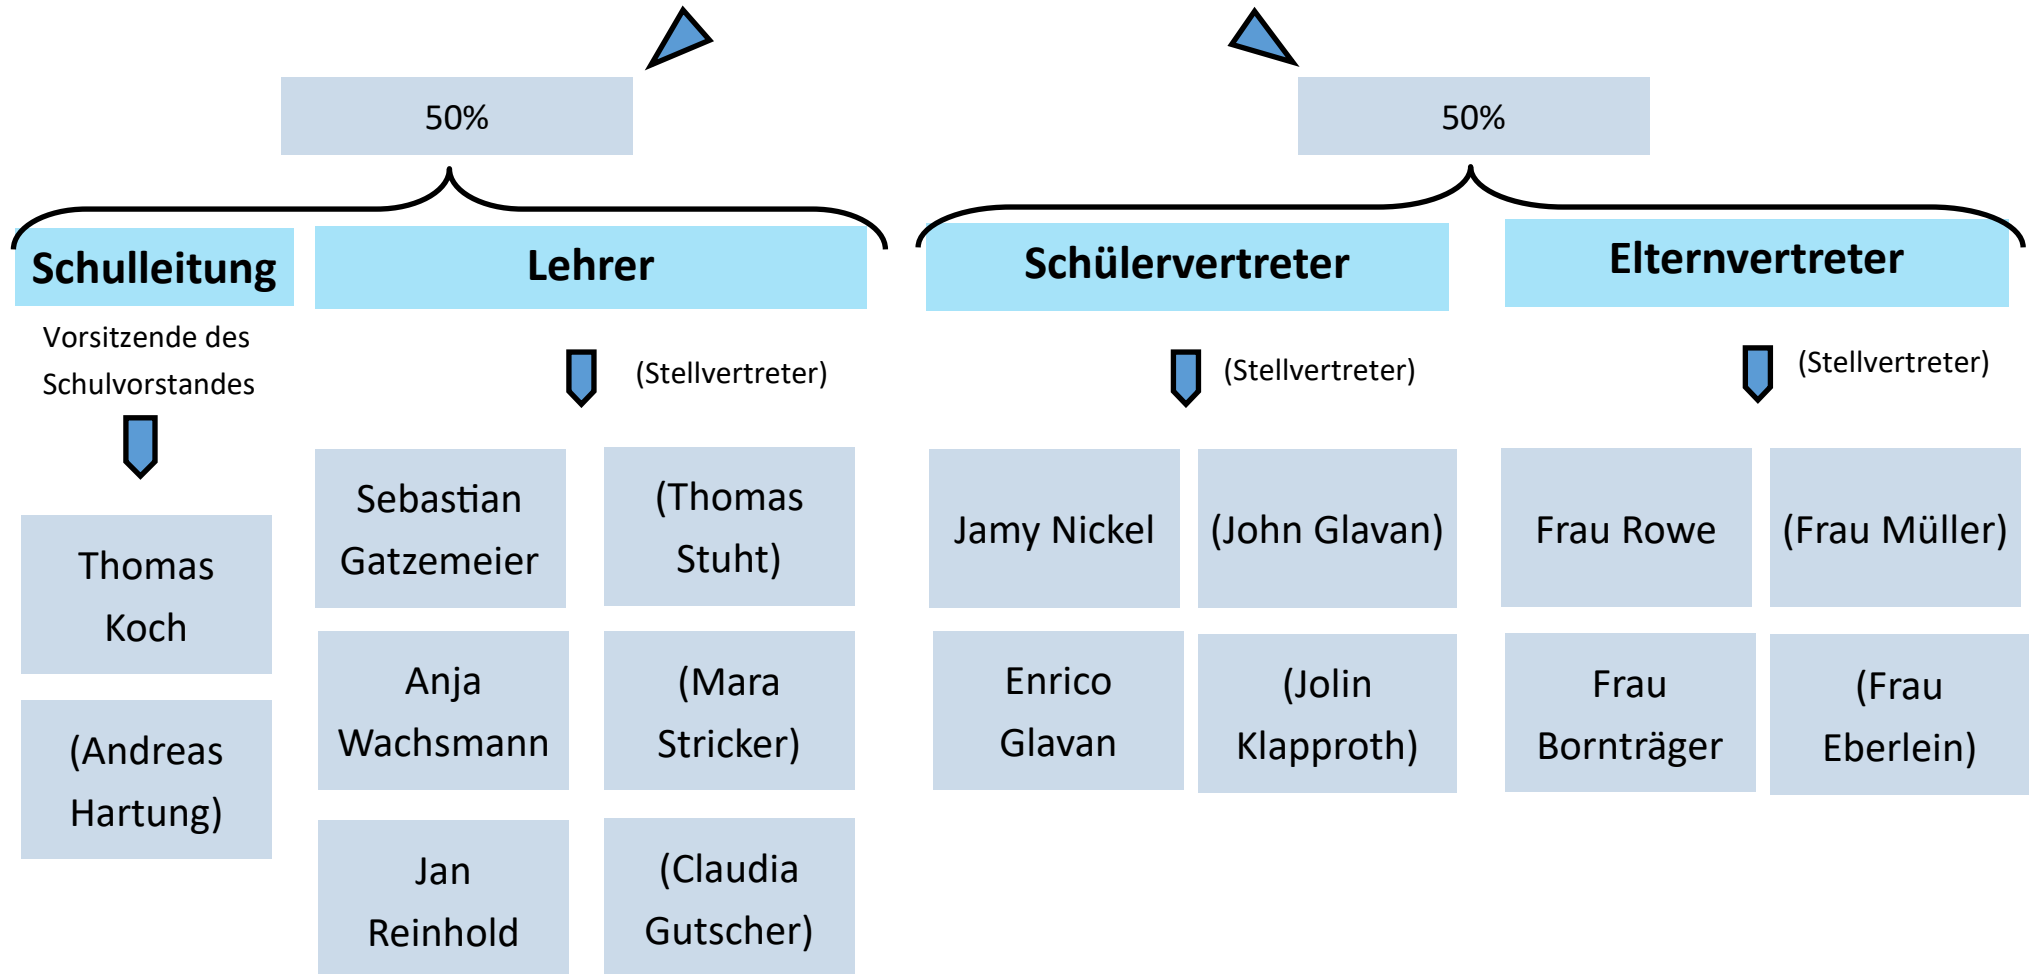 50%
50%
Schulleitung
Lehrer
Schülervertreter
Elternvertreter
Vorsitzende des
Schulvorstandes
(Stellvertreter)
(Stellvertreter)
(Stellvertreter)
Thomas
Koch
(Andreas
Hartung)
Sebastian
Gatzemeier
(Thomas
Stuht)
Anja
Wachsmann
(Mara
Stricker)
Jan
Reinhold
(Claudia
Gutscher)
Jamy Nickel
(John Glavan)
Enrico
Glavan
(Jolin
Klapproth)
Frau Rowe
(Frau Müller)
Frau
Bornträger
(Frau
Eberlein)